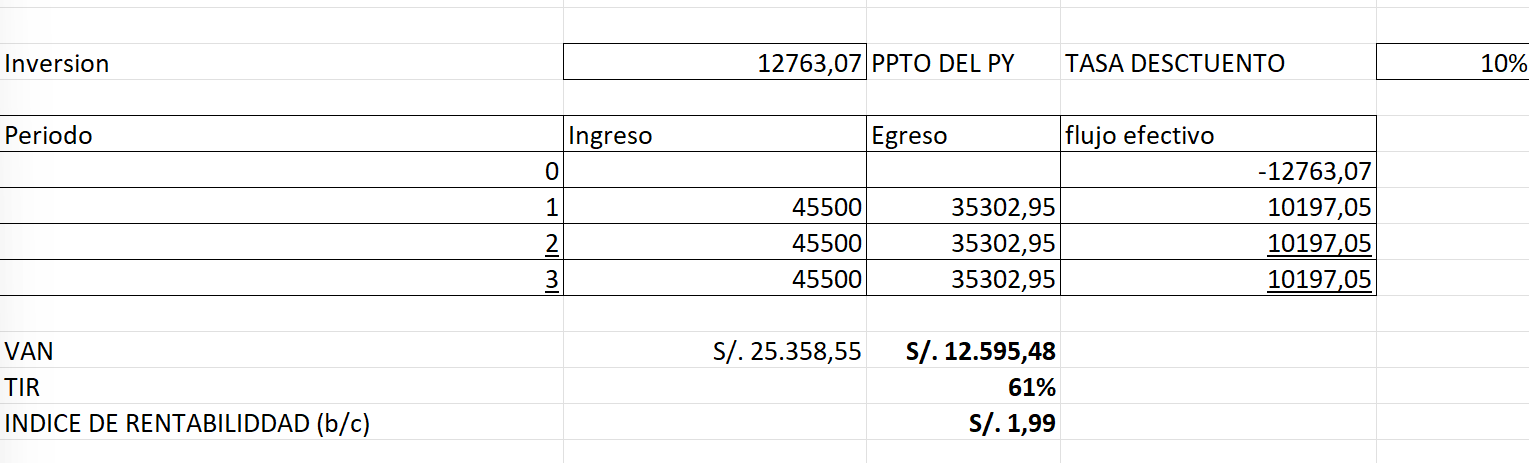 Inversion 12763,07 PPTO DEL PY TASA DESCTUENTO 10%
Periodo Ingreso Egreso flujo efectivo
0 -12763,07
1 45500 35302,95 10197,05
2 45500 35302,95 10197,05
3 45500 35302,95 10197,05
VAN S/. 25.358,55 S/. 12.595,48
TIR 61%
INDICE DE RENTABILIDDAD (b/c) S/. 1,99